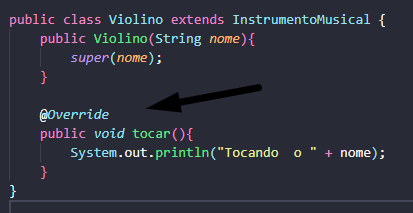 public class Violino extends InstrumentoMusical {
public Violino(String nome){
super(nome);
}
@Override
public void tocar(){
System.out.println("Tocando  o " + nome);
}
}